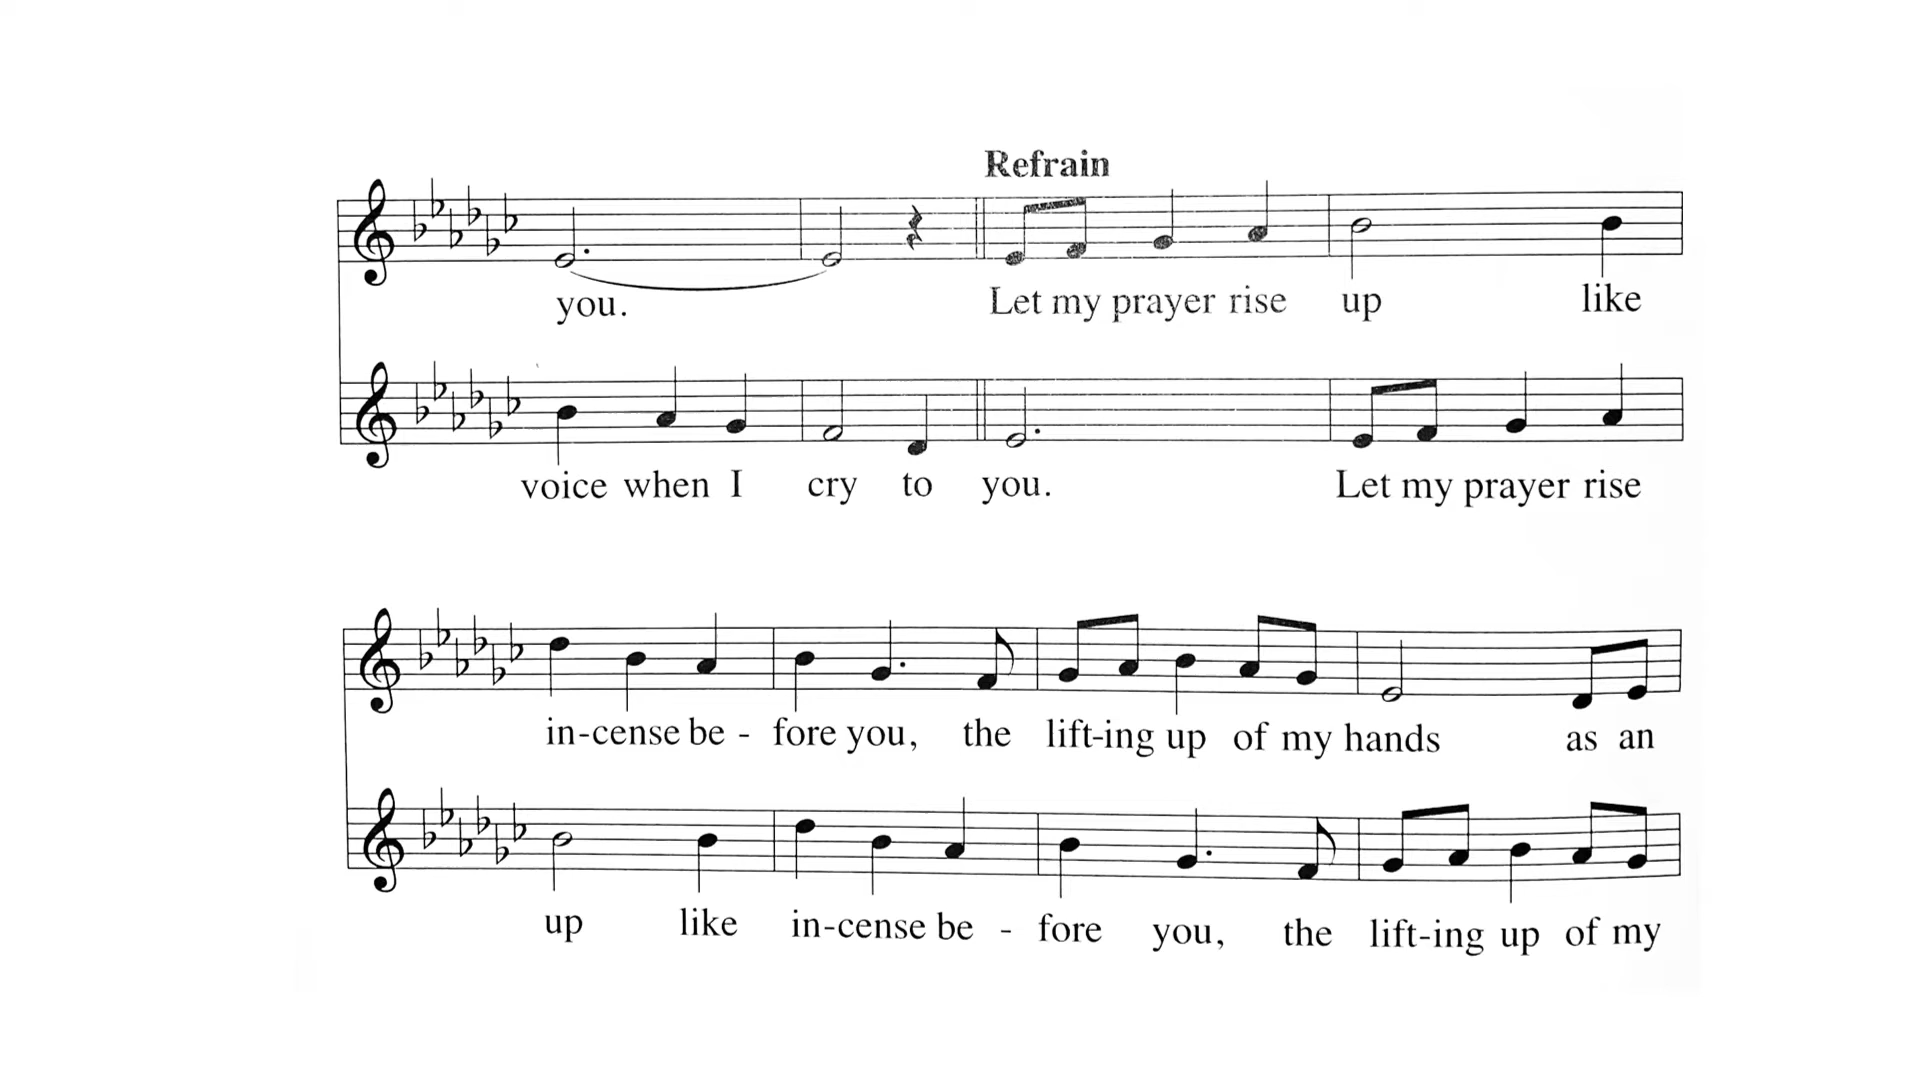 Refrain
you. Let my prayer rise up like
voice when I cry to you. Let my prayer rise
in-cense be - fore you, the lift-ing up of my hands as an
up like in-cense be - fore you, the lift-ing up of my